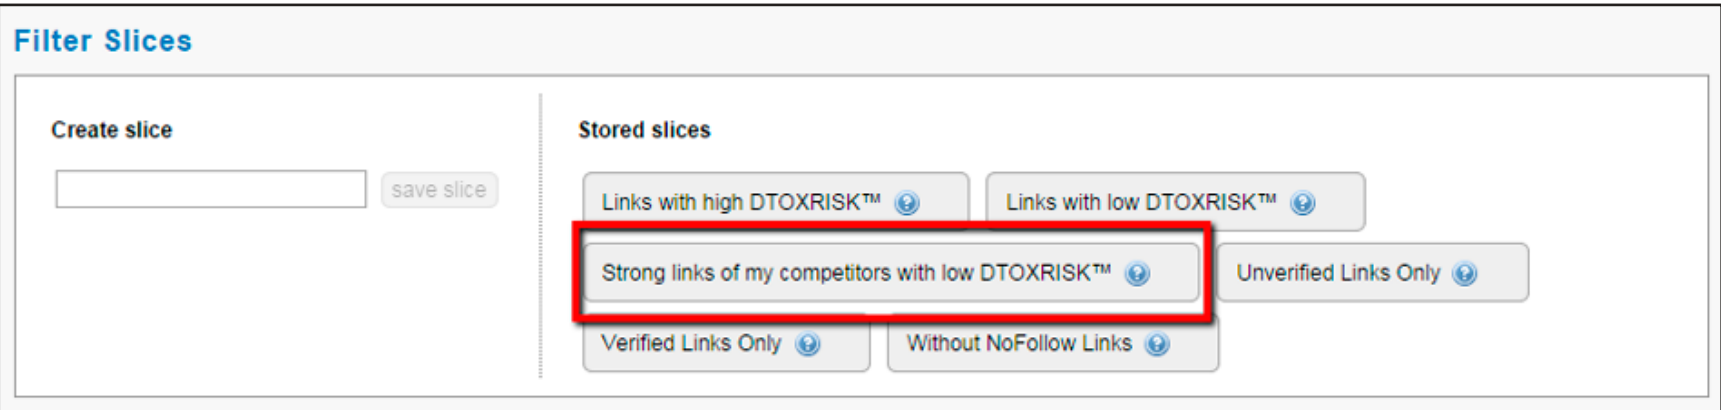 Filter Slices
Create slice
save slice
Stored slices
Links with high DTOXRISK™
Links with low DTOXRISK™
Strong links of my competitors with low DTOXRISK™
Unverified Links Only
Verified Links Only
Without NoFollow Links